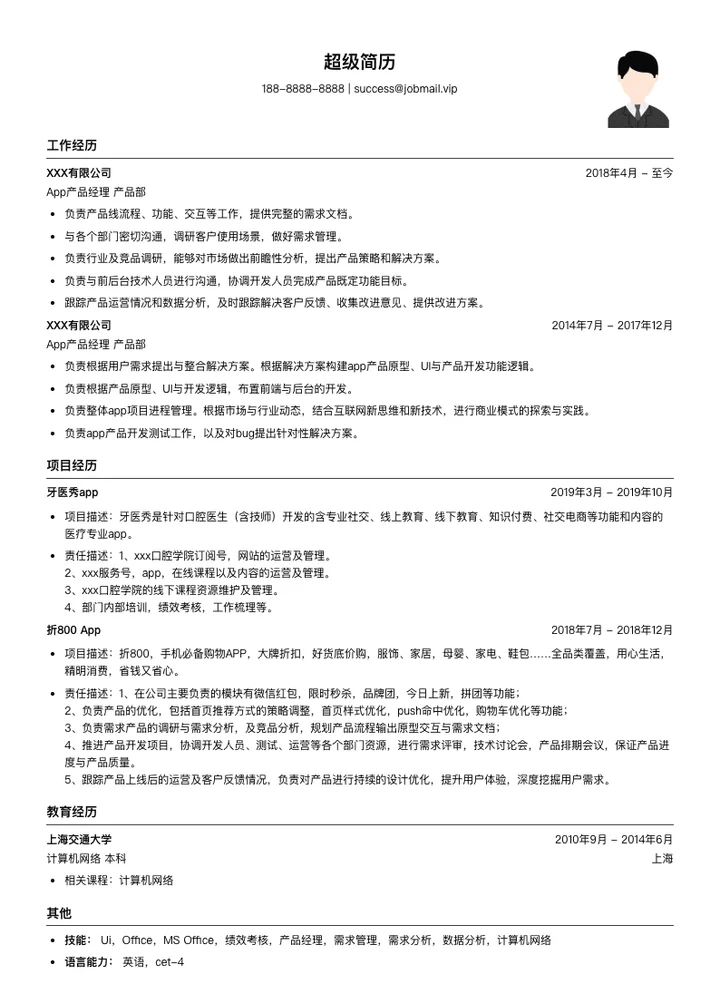 超级简历
188-8888-8888 | success@jobmail.vip
工作经历
XXX有限公司 2018年4月 - 至今
App产品经理 产品部
• 负责产品线流程、功能、交互等工作，提供完整的需求文档。
• 与各个部门密切沟通，调研客户使用场景，做好需求管理。
• 负责行业及竞品调研，能够对市场做出前瞻性分析，提出产品策略和解决方案。
• 负责与前后台技术人员进行沟通，协调开发人员完成产品既定功能目标。
• 跟踪产品运营情况和数据分析，及时跟踪解决客户反馈、收集改进意见、提供改进方案。
XXX有限公司 2014年7月 - 2017年12月
App产品经理 产品部
• 负责根据用户需求提出与整合解决方案。根据解决方案构建app产品原型、UI与产品开发功能逻辑。
• 负责根据产品原型、UI与开发逻辑，布置前端与后台的开发。
• 负责整体app项目进程管理。根据市场与行业动态，结合互联网新思维和新技术，进行商业模式的探索与实践。
• 负责app产品开发测试工作，以及对bug提出针对性解决方案。
项目经历
牙医秀app 2019年3月 - 2019年10月
• 项目描述：牙医秀是针对口腔医生（含技师）开发的含专业社交、线上教育、线下教育、知识付费、社交电商等功能和内容的
医疗专业app。
• 责任描述：1、xxx口腔学院订阅号，网站的运营及管理。
2、xxx服务号，app，在线课程以及内容的运营及管理。
3、xxx口腔学院的线下课程资源维护及管理。
4、部门内部培训，绩效考核，工作梳理等。
折800 App 2018年7月 - 2018年12月
• 项目描述：折800，手机必备购物APP，大牌折扣，好货底价购，服饰、家居，母婴、家电、鞋包……全品类覆盖，用心生活，
精明消费，省钱又省心。
• 责任描述：1、在公司主要负责的模块有微信红包，限时秒杀，品牌团，今日上新，拼团等功能；
2、负责产品的优化，包括首页推荐方式的策略调整，首页样式优化，push命中优化，购物车优化等功能；
3、负责需求产品的调研与需求分析，及竞品分析，规划产品流程输出原型交互与需求文档；
4、推进产品开发项目，协调开发人员、测试、运营等各个部门资源，进行需求评审，技术讨论会，产品排期会议，保证产品进
度与产品质量。
5、跟踪产品上线后的运营及客户反馈情况，负责对产品进行持续的设计优化，提升用户体验，深度挖掘用户需求。
教育经历
上海交通大学 2010年9月 - 2014年6月
计算机网络 本科 上海
• 相关课程：计算机网络
其他
• 技能： Ui，Office，MS Office，绩效考核，产品经理，需求管理，需求分析，数据分析，计算机网络
• 语言能力： 英语，cet-4